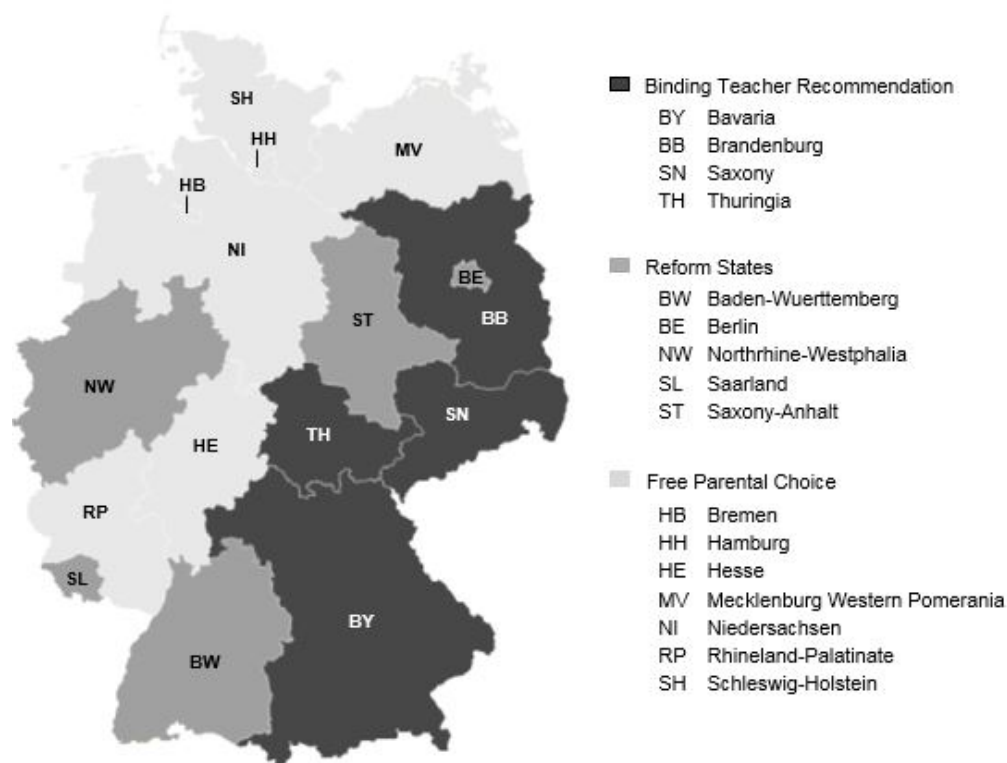 SH
HH
MV
HB
NI
BE
BB
ST
NW
SN
TH
HE
RP
SL
BY
BW
Binding Teacher Recommendation
BY Bavaria
BB Brandenburg
SN Saxony
TH Thuringia
Reform States
BW Baden-Wuerttemberg
BE Berlin
NW Northrhine-Westphalia
SL Saarland
ST Saxony-Anhalt
Free Parental Choice
HB Bremen
HH Hamburg
HE Hesse
MV Mecklenburg Western Pomerania
NI Niedersachsen
RP Rhineland-Palatinate
SH Schleswig-Holstein